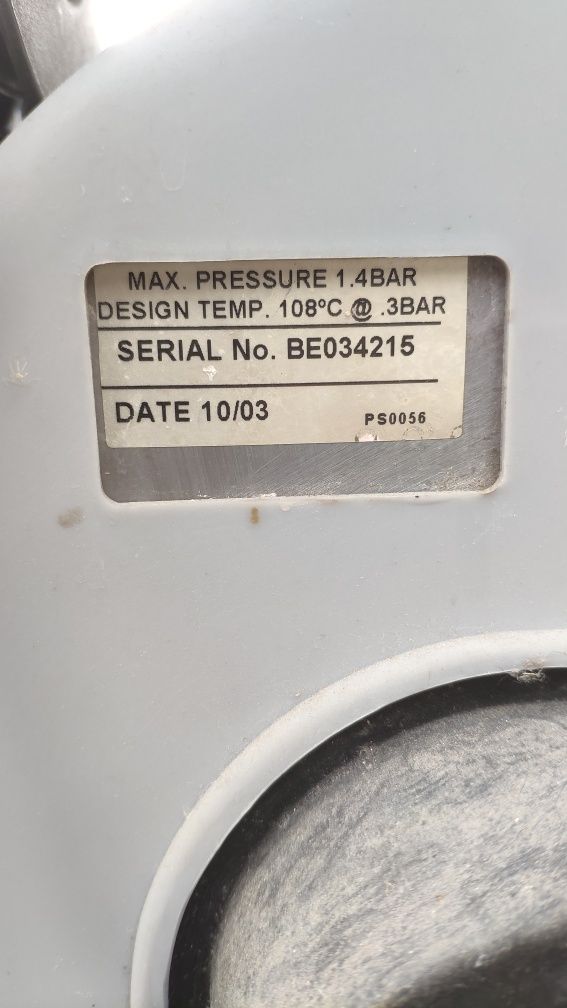 MAX. PRESSURE 1.4BAR
DESIGN TEMP. 108ºC @ .3BAR
SERIAL No. BE034215
DATE 10/03 PS0056